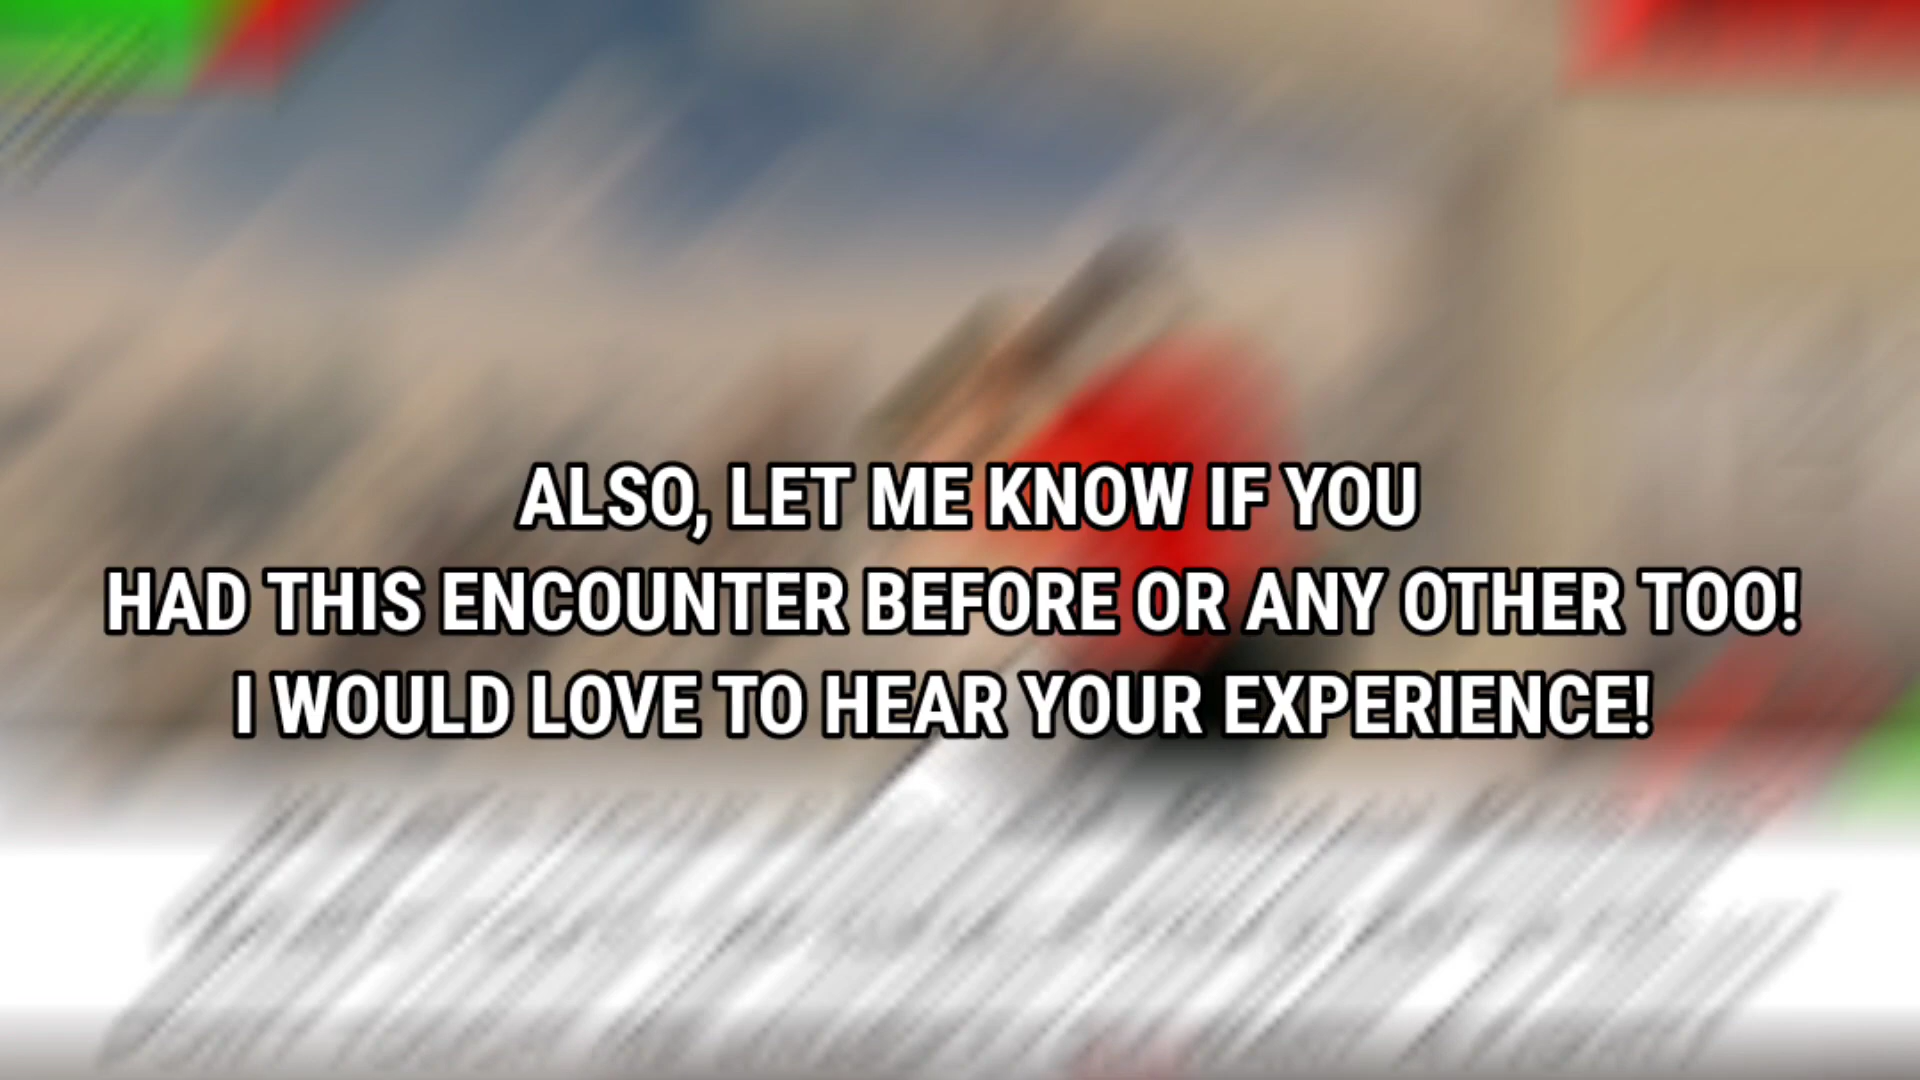 ALSO, LET ME KNOW IF YOU
HAD THIS ENCOUNTER BEFORE OR ANY OTHER TOO!
I WOULD LOVE TO HEAR YOUR EXPERIENCE!